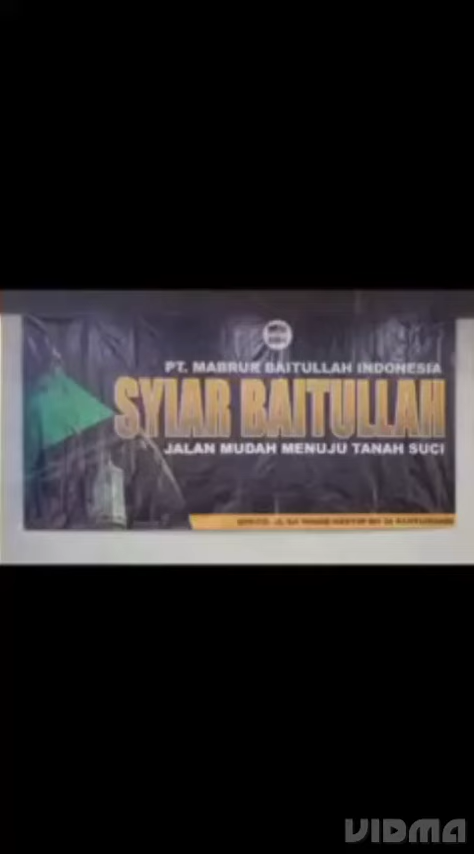 PT. MABRUR BAITULLAH INDONESIA
SYIAR BAITULLAH
JALAN MUDAH MENUJU TANAH SUCI
VIDMA